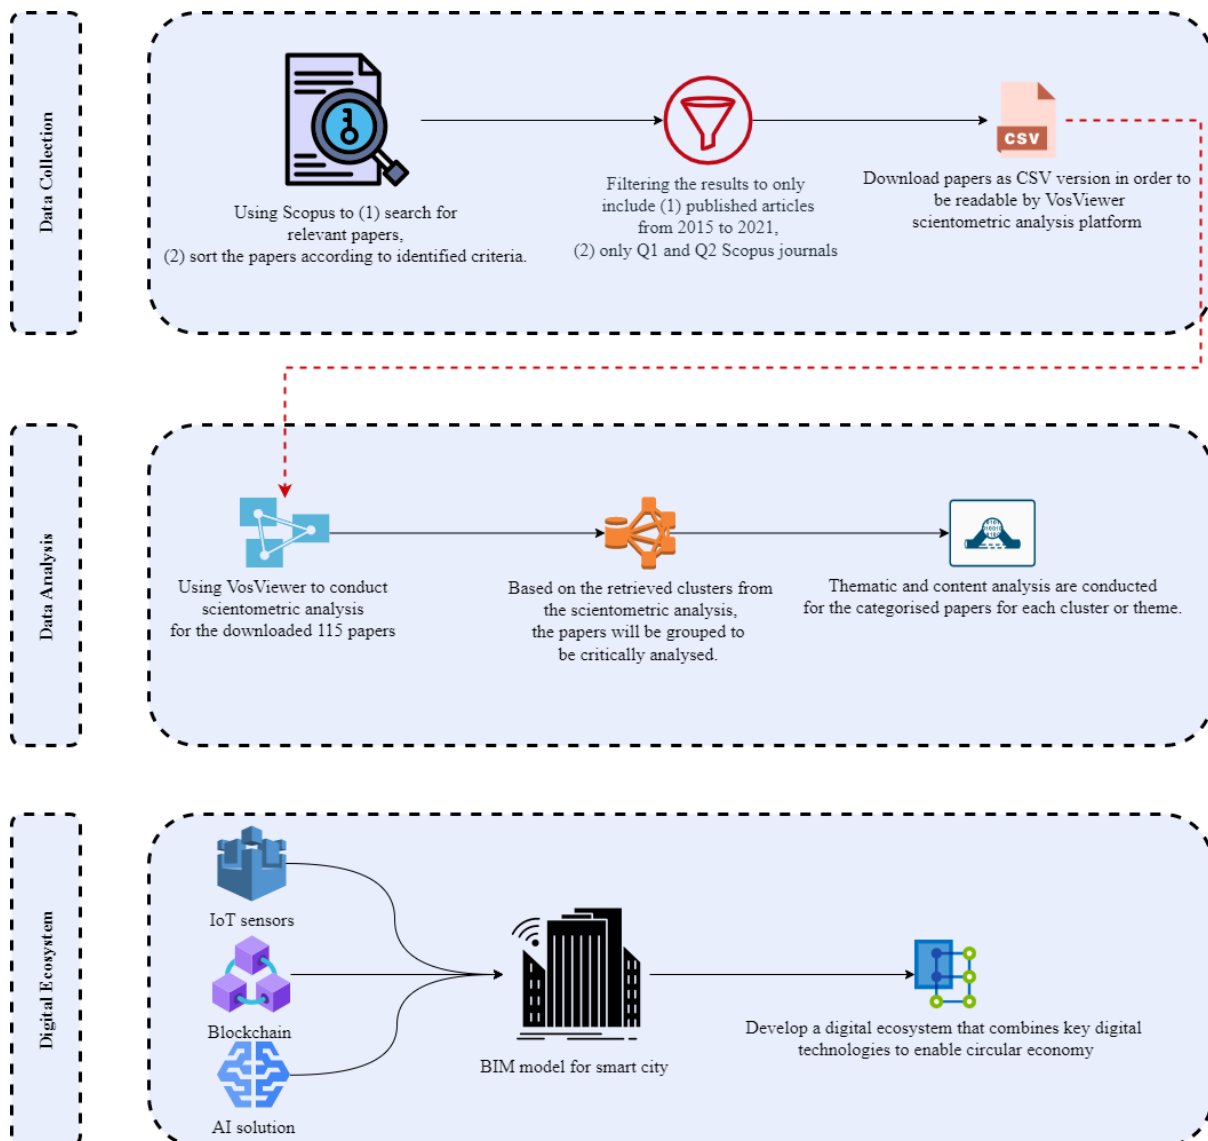 Data Collection
Using Scopus to (1) search for
relevant papers,
(2) sort the papers according to identified criteria.
Filtering the results to only
include (1) published articles
from 2015 to 2021,
(2) only Q1 and Q2 Scopus journals
CSV
Download papers as CSV version in order to
be readable by VosViewer
scientometric analysis platform
Data Analysis
Using VosViewer to conduct
scientometric analysis
for the downloaded 115 papers
Based on the retrieved clusters from
the scientometric analysis,
the papers will be grouped to
be critically analysed.
Thematic and content analysis are conducted
for the categorised papers for each cluster or theme.
Digital Ecosystem
IoT sensors
Blockchain
AI solution
BIM model for smart city
Develop a digital ecosystem that combines key digital
technologies to enable circular economy